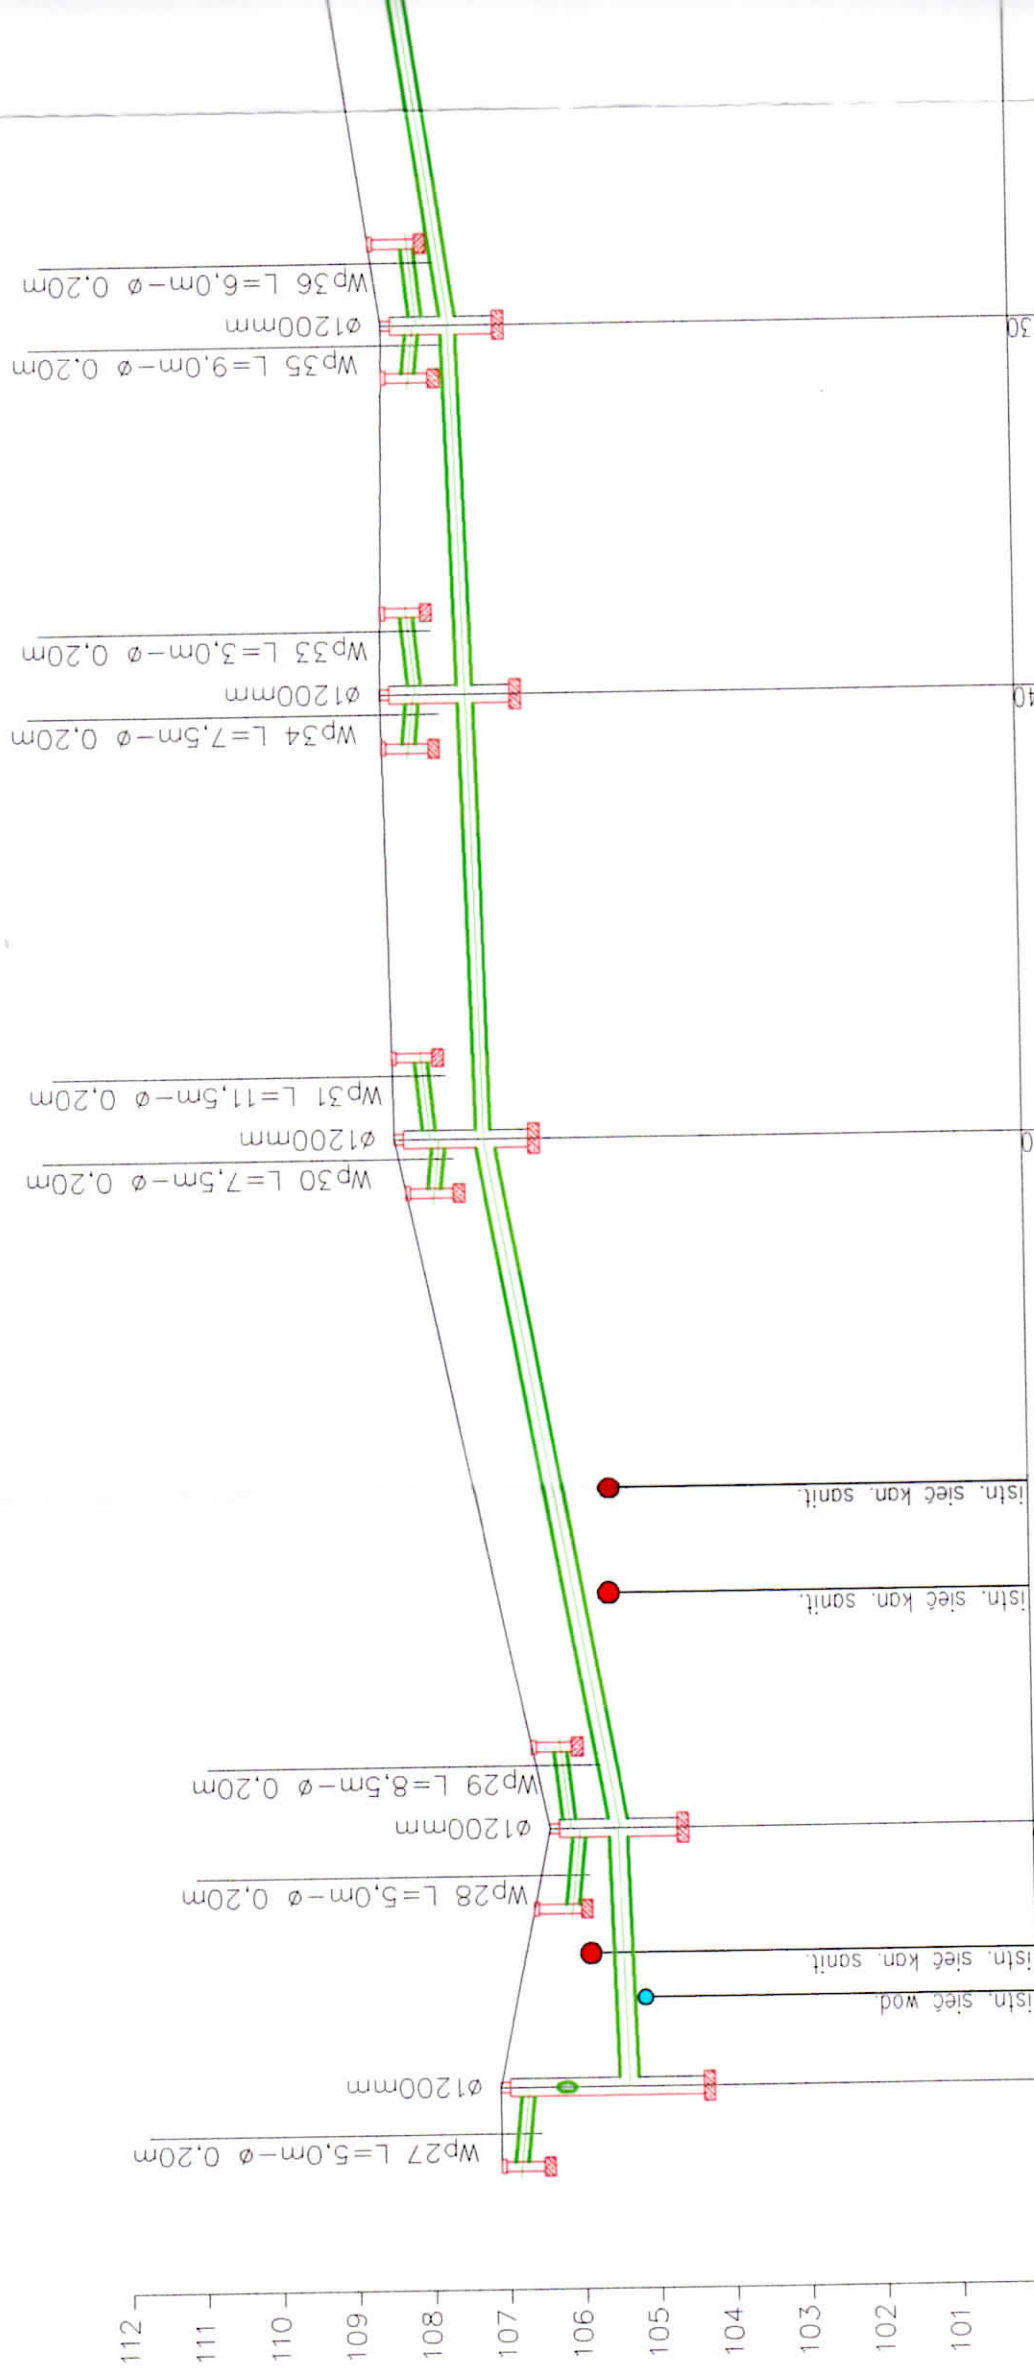 Wp36 L=6,0m-ø 0,20m
ø1200mm
Wp35 L=9,0m-ø 0,20m
Wp33 L=3,0m-ø 0,20m
ø1200mm
Wp34 L=7,5m-ø 0,20m
Wp31 L=11,5m-ø 0,20m
ø1200mm
Wp30 L=7,5m-ø 0,20m
istn. sieć kan. sanit.
istn. sieć kan. sanit.
Wp29 L=8,5m-ø 0,20m
ø1200mm
Wp28 L=5,0m-ø 0,20m
istn. sieć kan. sanit.
istn. sieć wod.
ø1200mm
Wp27 L=5,0m-ø 0,20m
112
111
110
109
108
107
106
105
104
103
102
101